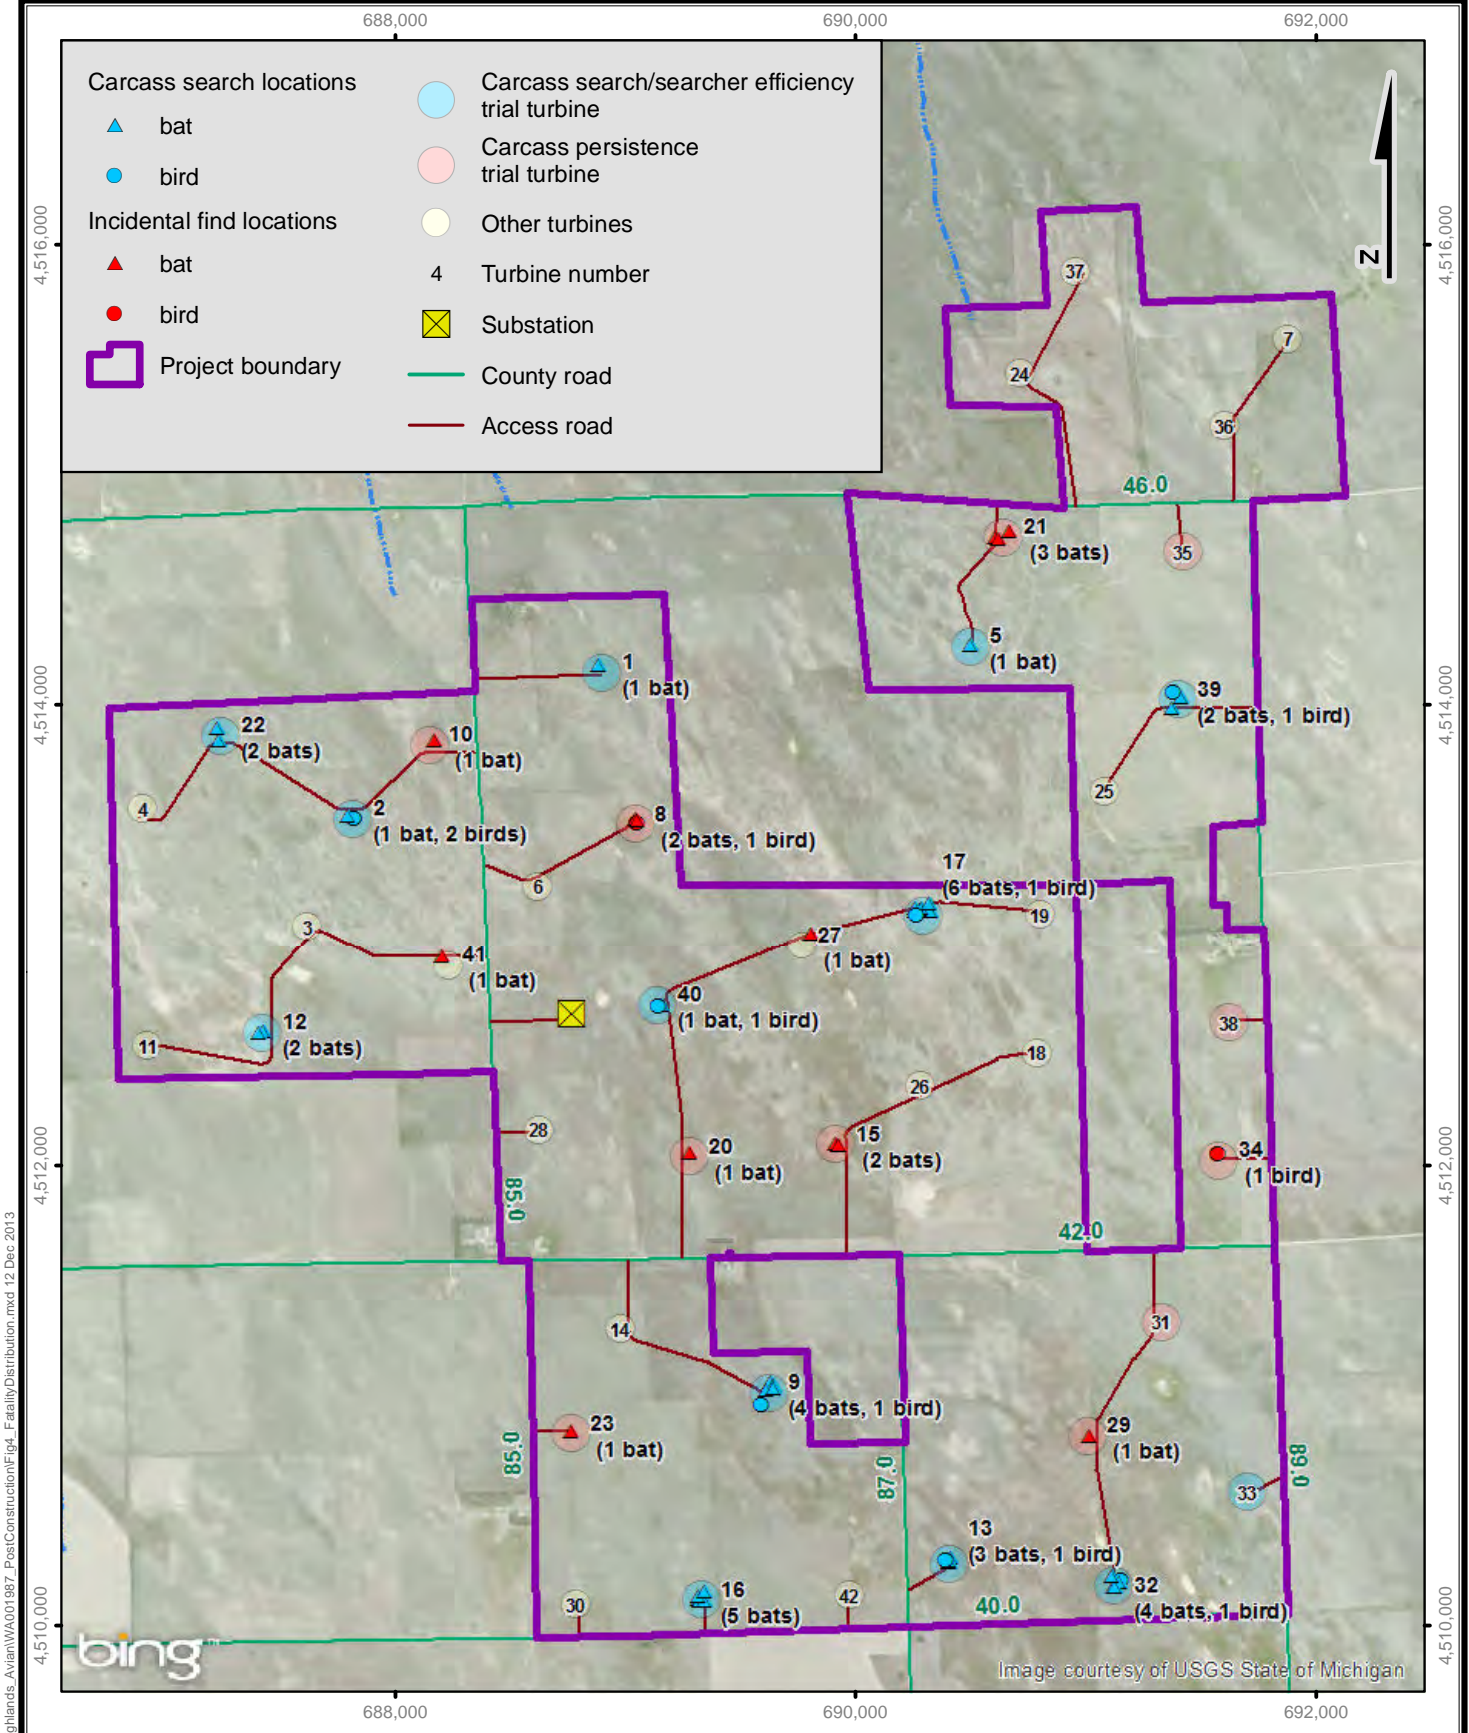 688,000
690,000
692,000
Carcass search locations
bat
bird
Incidental find locations
bat
bird
Project boundary
Carcass search/searcher efficiency
trial turbine
Carcass persistence
trial turbine
Other turbines
4
Turbine number
Substation
County road
Access road
N
4,516,000
4,516,000
37
7
24
36
46.0
21
(3 bats)
35
5
(1 bat)
1
(1 bat)
39
(2 bats, 1 bird)
4,514,000
4,514,000
22
(2 bats)
10
(1 bat)
25
4
2
(1 bat, 2 birds)
8
(2 bats, 1 bird)
6
17
(6 bats, 1 bird)
19
3
27
(1 bat)
41
(1 bat)
40
(1 bat, 1 bird)
12
(2 bats)
11
38
18
26
28
15
(2 bats)
20
(1 bat)
34
(1 bird)
4,512,000
4,512,000
85.0
42.0
14
31
9
(4 bats, 1 bird)
23
(1 bat)
29
(1 bat)
85.0
87.0
89.0
33
13
(3 bats, 1 bird)
16
(5 bats)
32
(4 bats, 1 bird)
30
42
40.0
4,510,000
4,510,000
bing™
Image courtesy of USGS State of Michigan
688,000
690,000
692,000
ghlands_Avian\WA001987_PostConstruction\Fig4_FatalityDistribution.mxd 12 Dec 2013